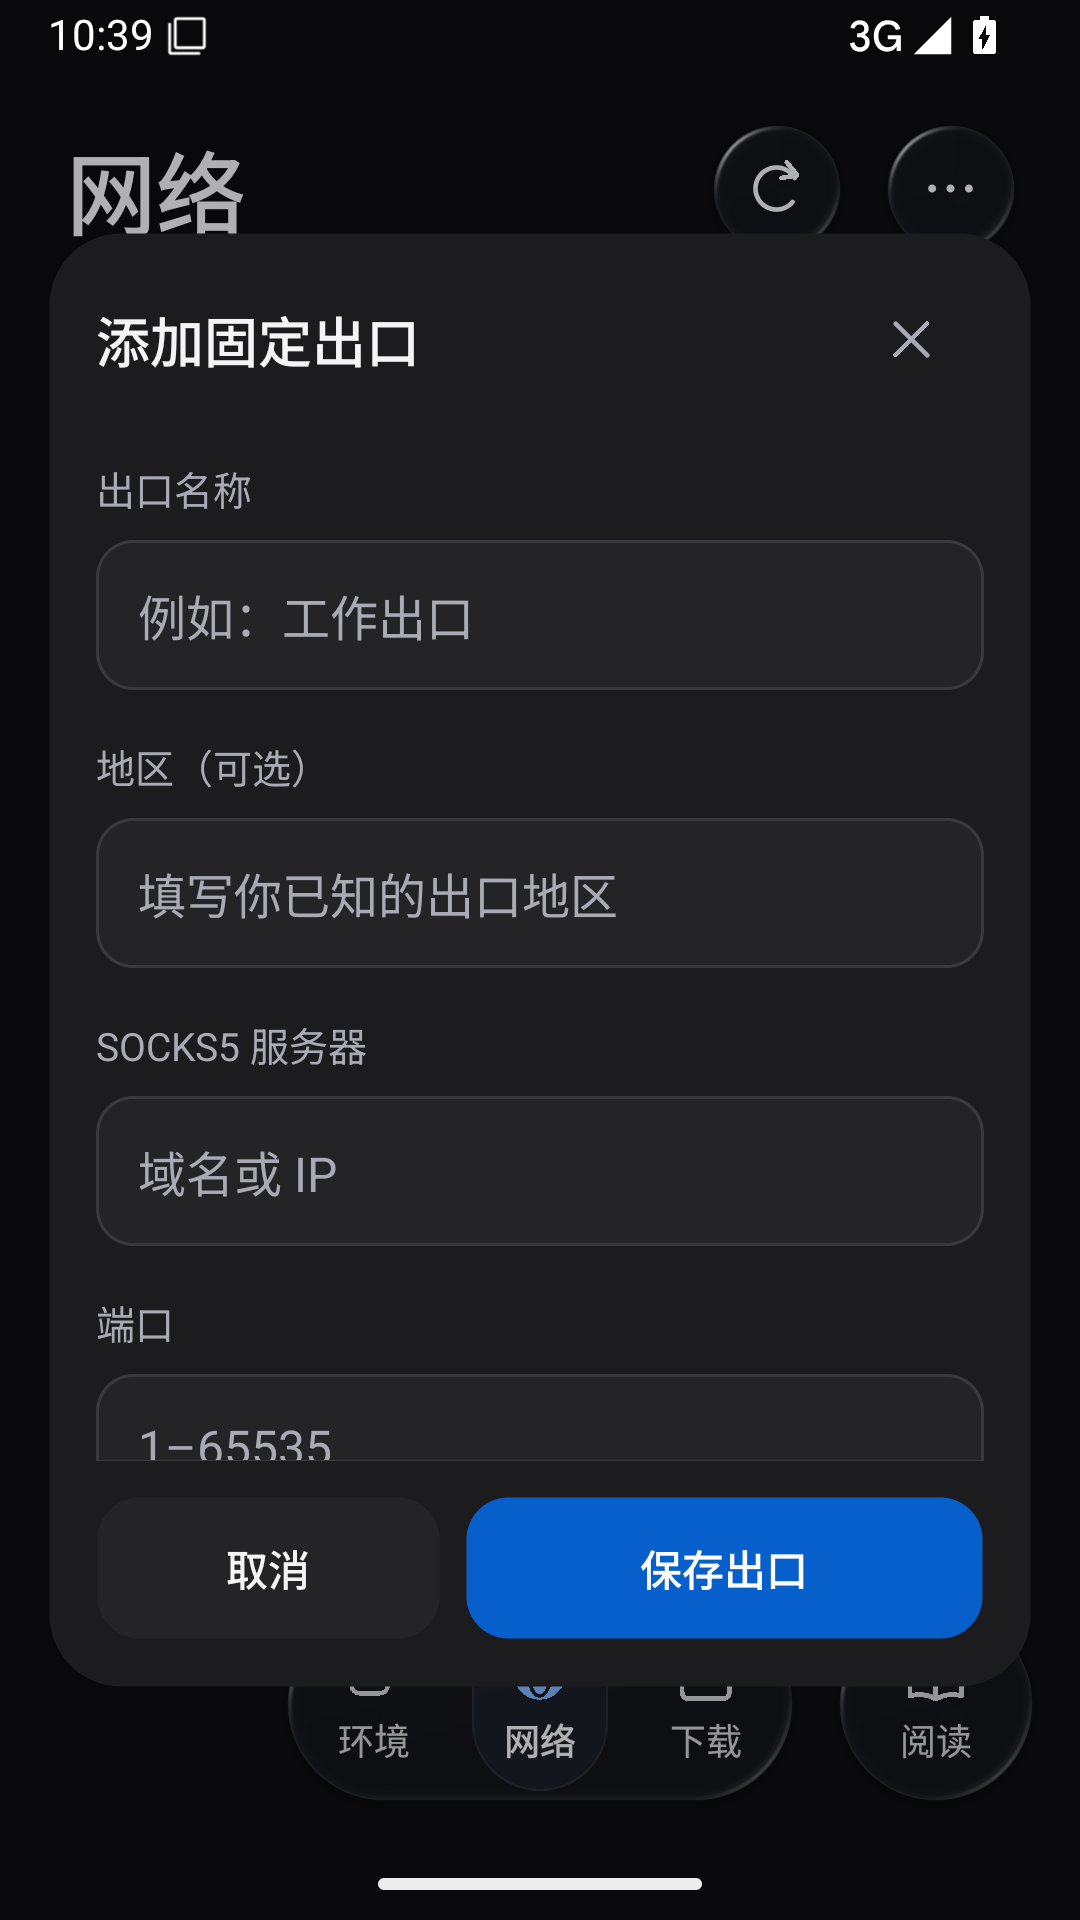 10:39
3G
网络
添加固定出口
出口名称
例如：工作出口
地区（可选）
填写你已知的出口地区
SOCKS5 服务器
域名或 IP
端口
1–65535
取消
保存出口
环境
网络
下载
阅读